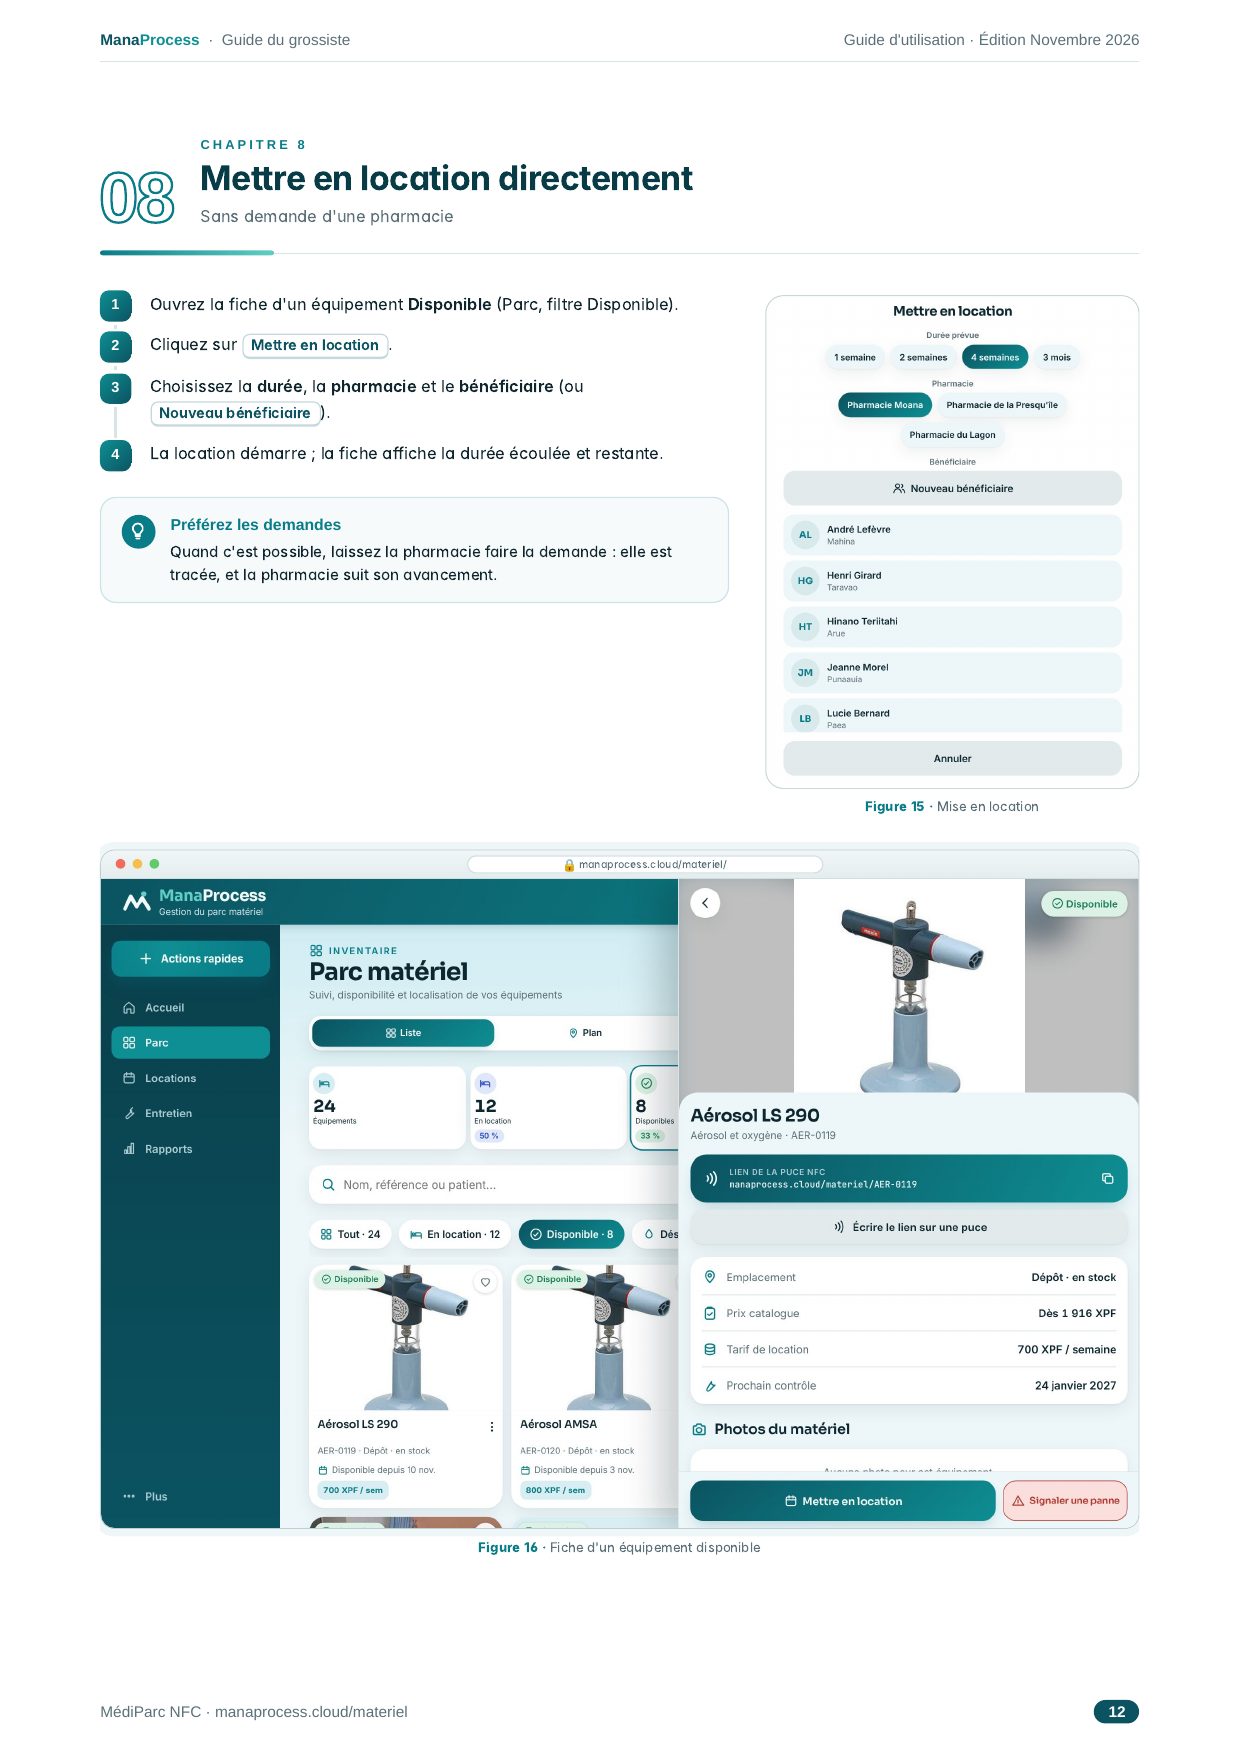 ManaProcess · Guide du grossiste
Guide d'utilisation · Édition Novembre 2026
CHAPITRE 8
08
Mettre en location directement
Sans demande d'une pharmacie
1 Ouvrez la fiche d'un équipement Disponible (Parc, filtre Disponible).
2 Cliquez sur Mettre en location .
3 Choisissez la durée, la pharmacie et le bénéficiaire (ou
Nouveau bénéficiaire ).
4 La location démarre ; la fiche affiche la durée écoulée et restante.
Préférez les demandes
Quand c'est possible, laissez la pharmacie faire la demande : elle est
tracée, et la pharmacie suit son avancement.
Mettre en location
Durée prévue
1 semaine 2 semaines 4 semaines 3 mois
Pharmacie
Pharmacie Moana Pharmacie de la Presqu'île
Pharmacie du Lagon
Bénéficiaire
Nouveau bénéficiaire
AL André Lefèvre
Mahina
HG Henri Girard
Taravao
HT Hinano Teriitahi
Arue
JM Jeanne Morel
Punaauia
LB Lucie Bernard
Paea
Annuler
Figure 15 · Mise en location
manaprocess.cloud/materiel/
ManaProcess
Gestion du parc matériel
Actions rapides
Accueil
Parc
Locations
Entretien
Rapports
Plus
INVENTAIRE
Parc matériel
Suivi, disponibilité et localisation de vos équipements
Liste Plan
24
Équipements
12
En location
50 %
8
Disponibles
33 %
Nom, référence ou patient...
Tout · 24 En location · 12 Disponible · 8 Dés
Disponible
Aérosol LS 290
AER-0119 · Dépôt · en stock
Disponible depuis 10 nov.
700 XPF / sem
Disponible
Aérosol AMSA
AER-0120 · Dépôt · en stock
Disponible depuis 3 nov.
800 XPF / sem
Disponible
Aérosol LS 290
Aérosol et oxygène · AER-0119
LIEN DE LA PUCE NFC
manaprocess.cloud/materiel/AER-0119
Écrire le lien sur une puce
Emplacement Dépôt · en stock
Prix catalogue Dès 1 916 XPF
Tarif de location 700 XPF / semaine
Prochain contrôle 24 janvier 2027
Photos du matériel
Aucune photo pour cet équipement
Mettre en location
Signaler une panne
Figure 16 · Fiche d'un équipement disponible
MédiParc NFC · manaprocess.cloud/materiel
12